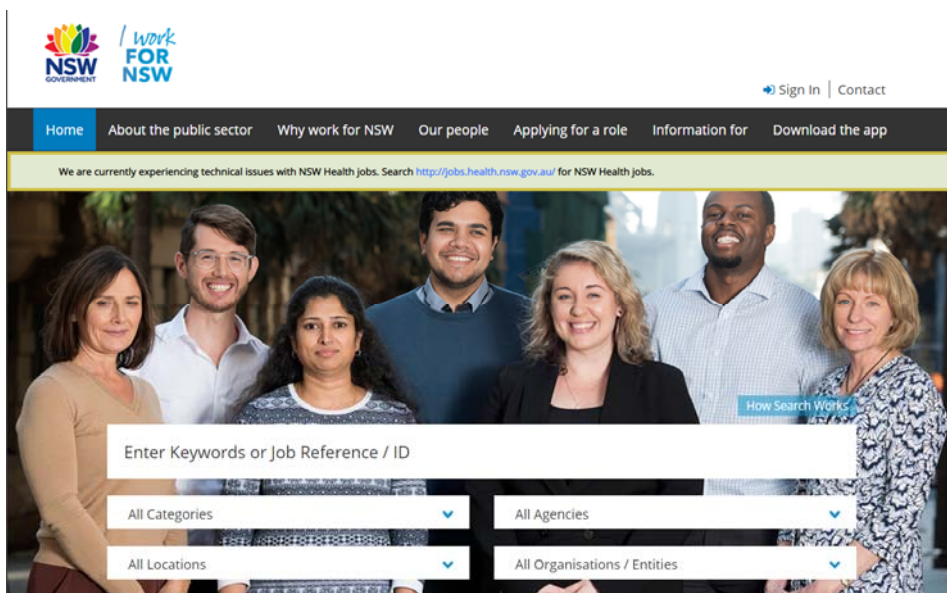 NSW
GOVERNMENT
I work
FOR
NSW
Sign In | Contact
Home About the public sector Why work for NSW Our people Applying for a role Information for Download the app
We are currently experiencing technical issues with NSW Health jobs. Search http://jobs.health.nsw.gov.au/ for NSW Health jobs.
How Search Works
Enter Keywords or Job Reference / ID
All Categories All Agencies
All Locations All Organisations / Entities